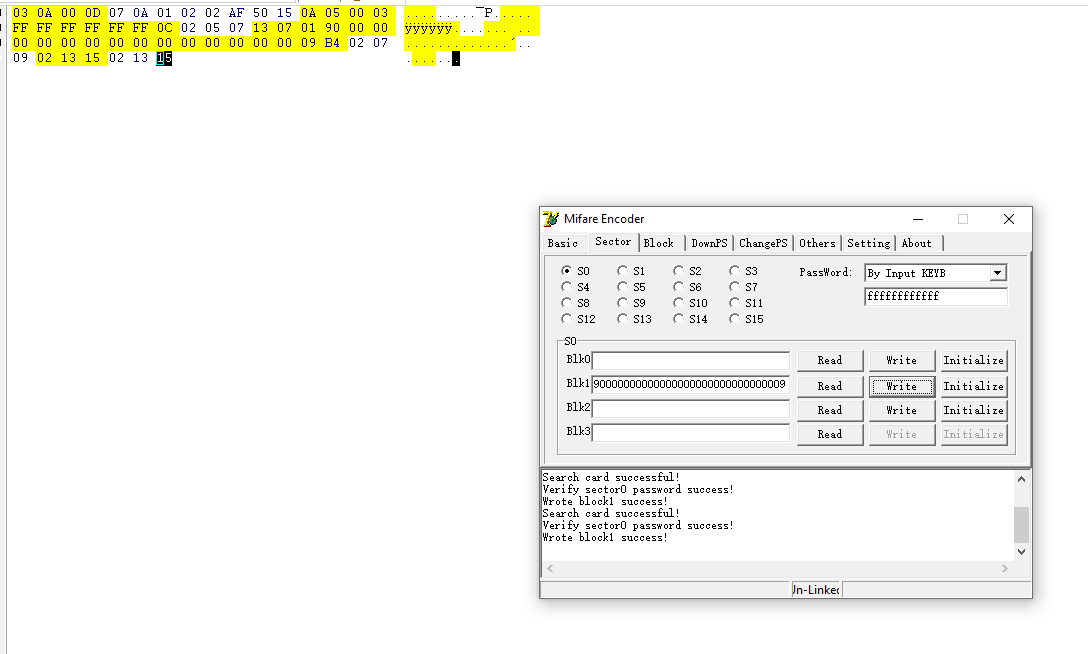 03 0A 00 0D 07 0A 01 02 02 AF 50 15 0A 05 00 03 .........¯P.....
FF FF FF FF FF FF 0C 02 05 07 13 07 01 90 00 00 ÿÿÿÿÿÿ..........
00 00 00 00 00 00 00 00 00 00 00 00 09 B4 02 07 .............´..
09 02 13 15 02 13 15 .......
Mifare Encoder
Basic Sector Block DownPS ChangePS Others Setting About
S0 S1 S2 S3 PassWord: By Input KEYB
S4 S5 S6 S7
S8 S9 S10 S11 ffffffffffff
S12 S13 S14 S15
S0
Blk0 Read Write Initialize
Blk1 90000000000000000000000000000009 Read Write Initialize
Blk2 Read Write Initialize
Blk3 Read Write Initialize
Search card successful!
Verify sector0 password success!
Wrote block1 success!
Search card successful!
Verify sector0 password success!
Wrote block1 success!
Un-Linked